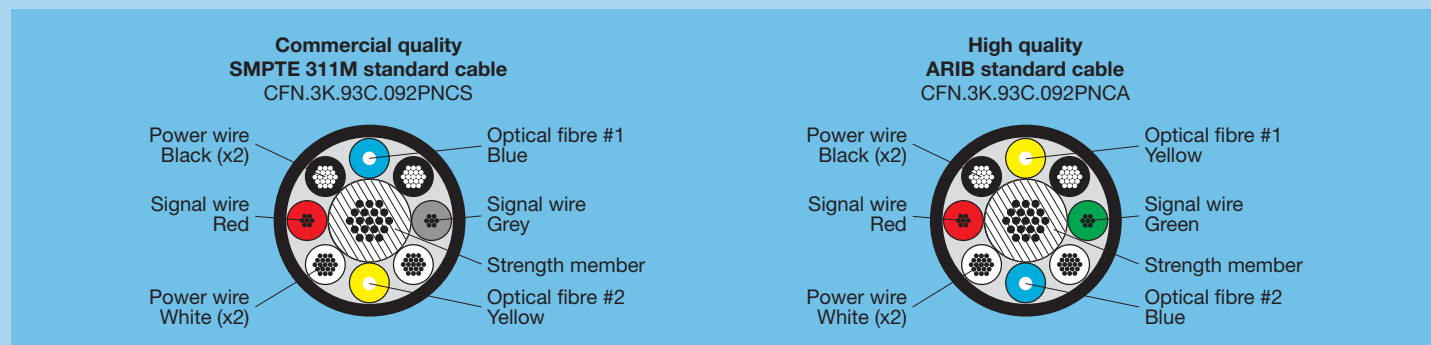 Commercial quality
SMPTE 311M standard cable
CFN.3K.93C.092PNCS
Power wire
Black (x2)
Optical fibre #1
Blue
Signal wire
Red
Signal wire
Grey
Strength member
Power wire
White (x2)
Optical fibre #2
Yellow
High quality
ARIB standard cable
CFN.3K.93C.092PNCA
Power wire
Black (x2)
Optical fibre #1
Yellow
Signal wire
Red
Signal wire
Green
Strength member
Power wire
White (x2)
Optical fibre #2
Blue